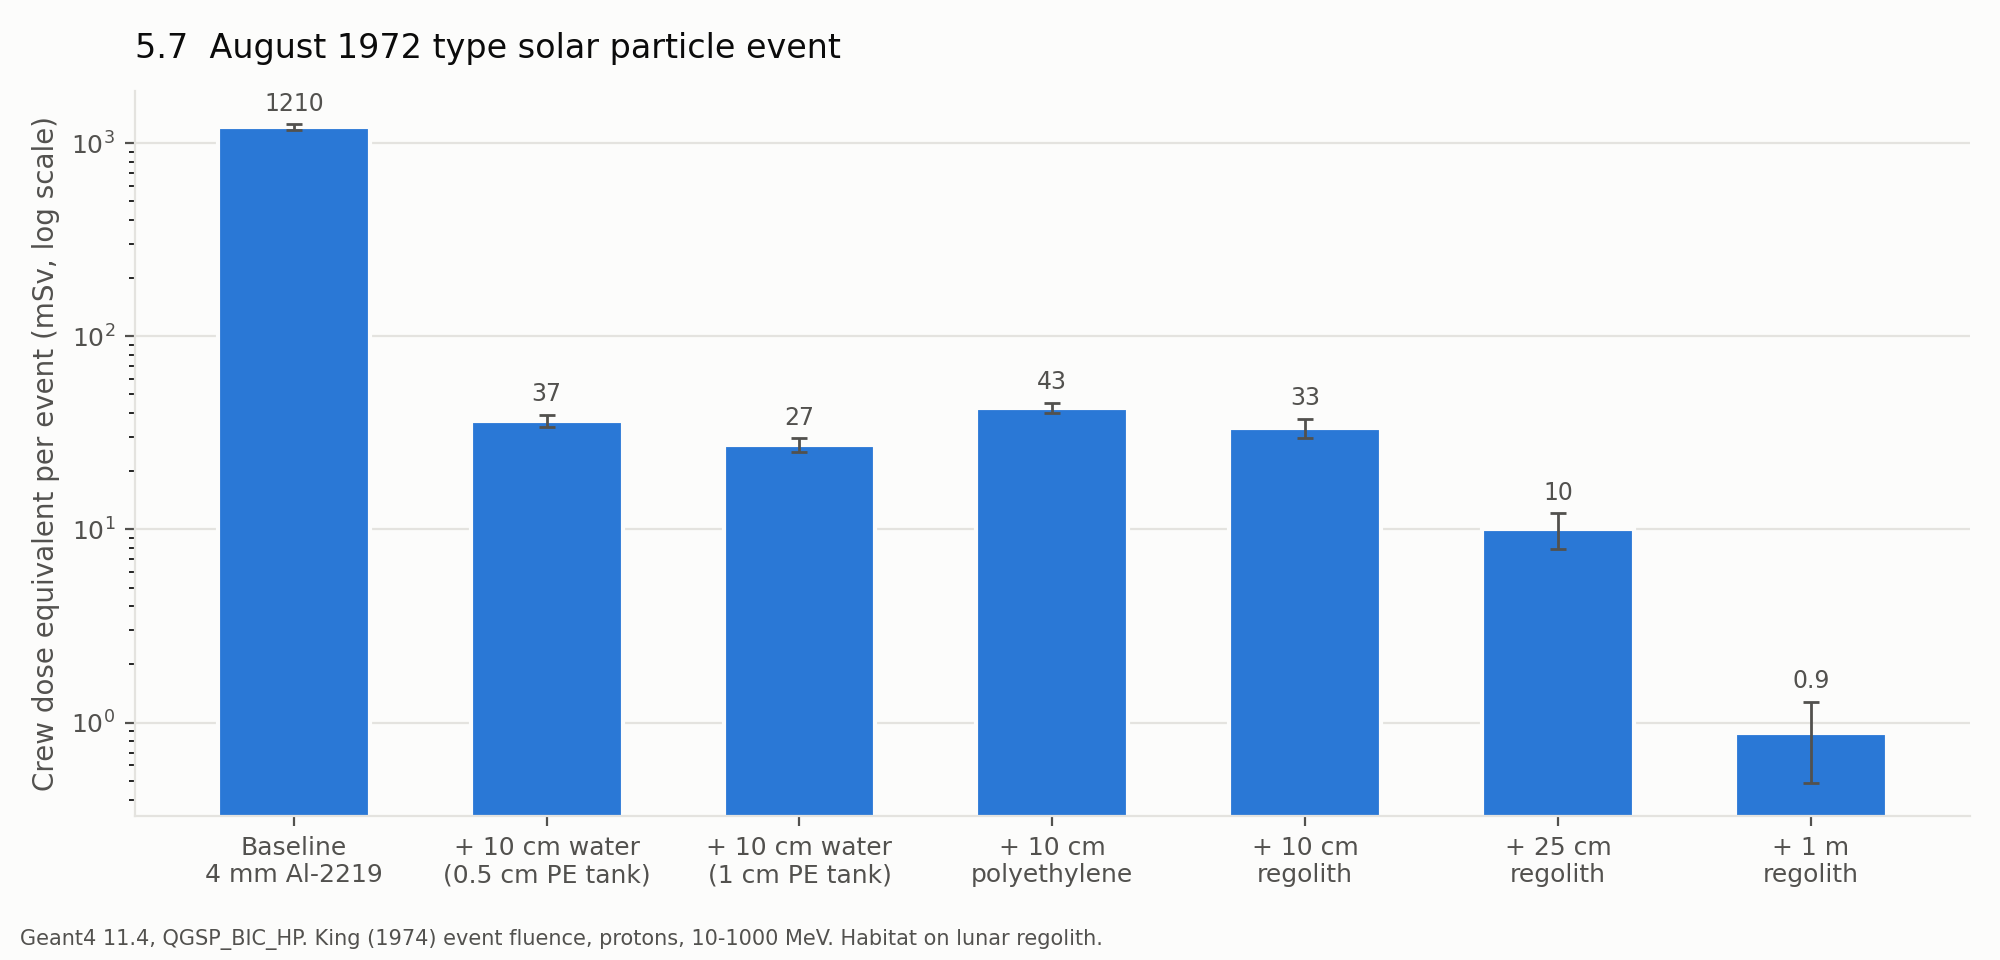 5.7  August 1972 type solar particle event
Crew dose equivalent per event (mSv, log scale)
10³
10²
10¹
10⁰
1210
37
27
43
33
10
0.9
Baseline
4 mm Al-2219
+ 10 cm water
(0.5 cm PE tank)
+ 10 cm water
(1 cm PE tank)
+ 10 cm
polyethylene
+ 10 cm
regolith
+ 25 cm
regolith
+ 1 m
regolith
Geant4 11.4, QGSP_BIC_HP. King (1974) event fluence, protons, 10-1000 MeV. Habitat on lunar regolith.